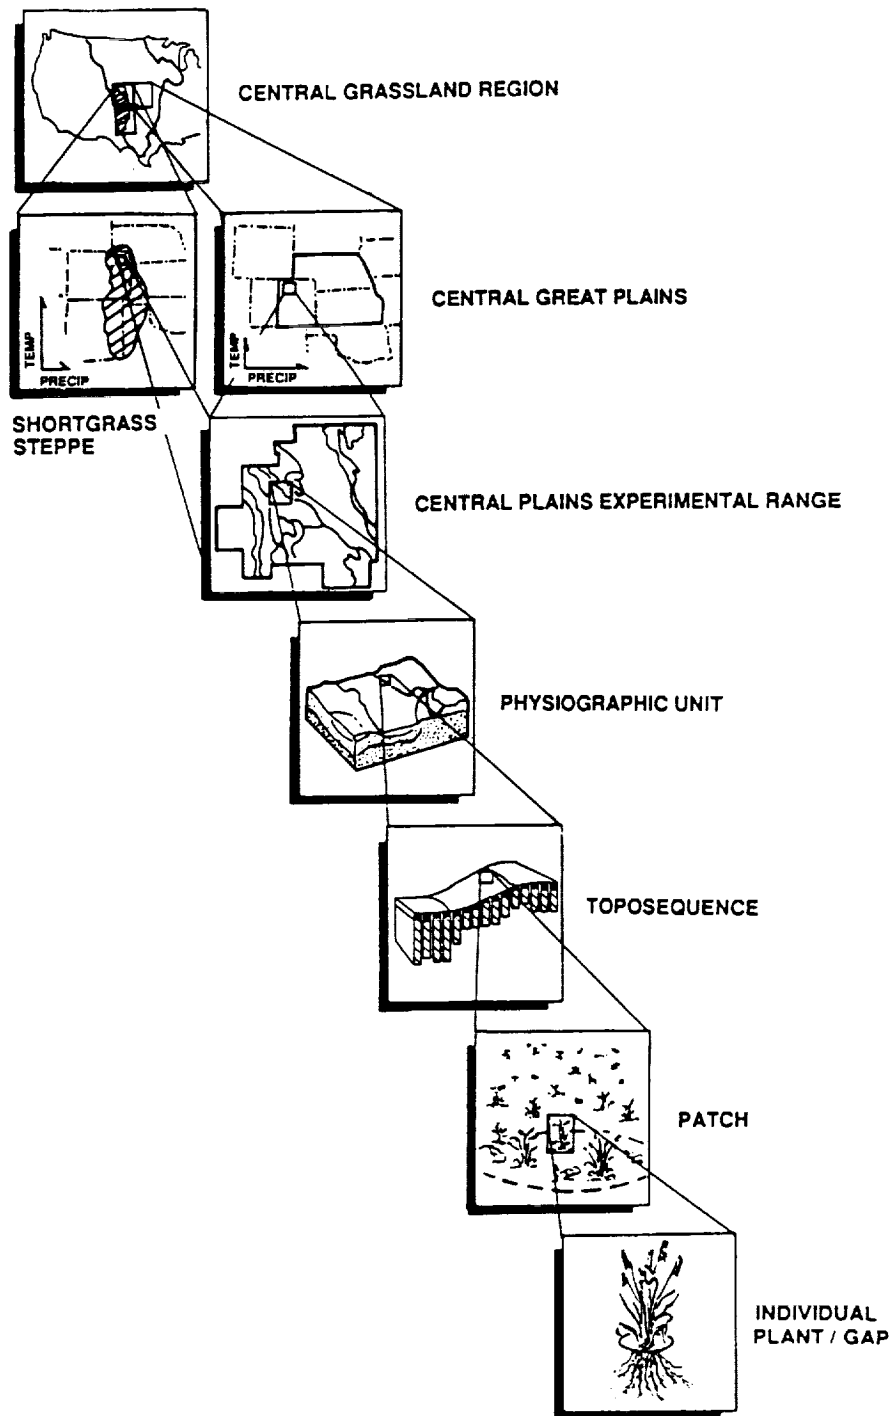 CENTRAL GRASSLAND REGION
TEMP
PRECIP
TEMP
PRECIP
CENTRAL GREAT PLAINS
SHORTGRASS
STEPPE
CENTRAL PLAINS EXPERIMENTAL RANGE
PHYSIOGRAPHIC UNIT
TOPOSEQUENCE
PATCH
INDIVIDUAL
PLANT / GAP